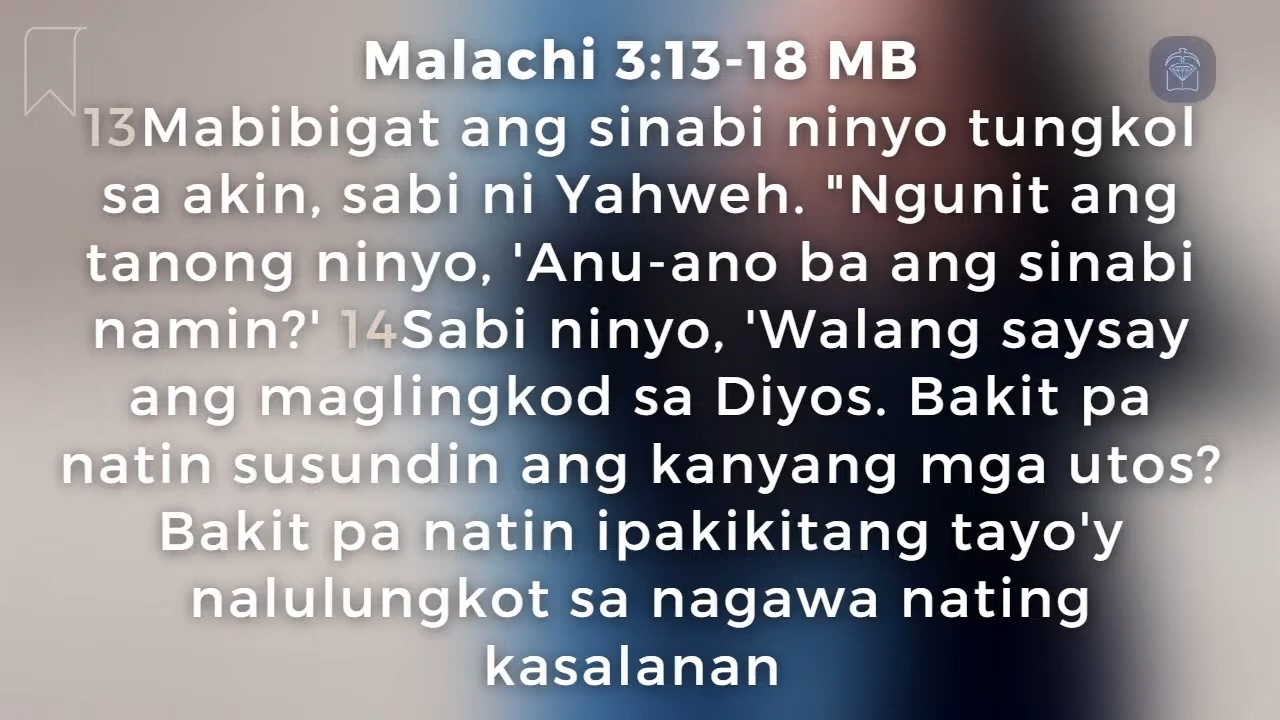 Malachi 3:13-18 MB
13Mabibigat ang sinabi ninyo tungkol
sa akin, sabi ni Yahweh. "Ngunit ang
tanong ninyo, 'Anu-ano ba ang sinabi
namin?' 14Sabi ninyo, 'Walang saysay
ang maglingkod sa Diyos. Bakit pa
natin susundin ang kanyang mga utos?
Bakit pa natin ipakikitang tayo'y
nalulungkot sa nagawa nating
kasalanan